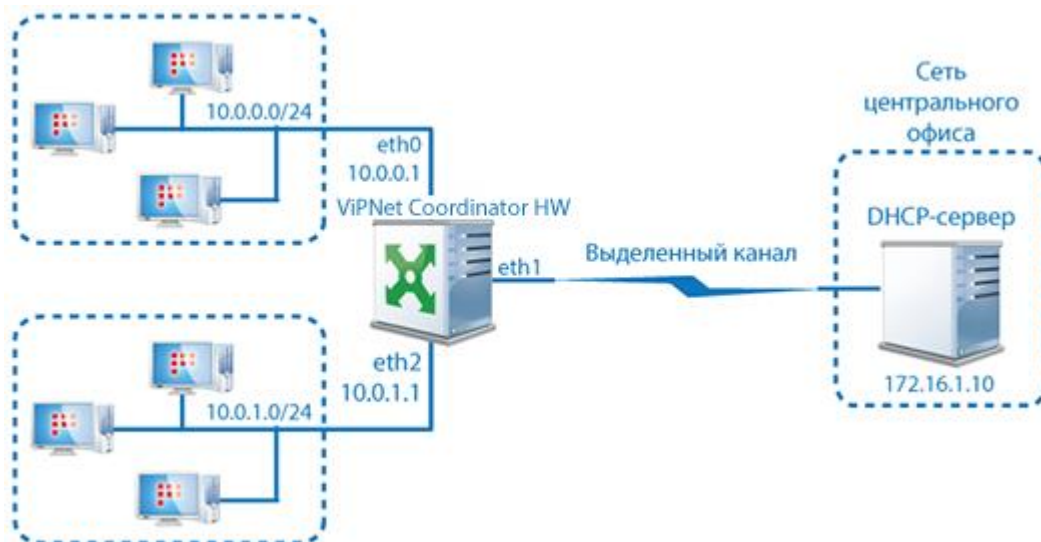 10.0.0.0/24
eth0
10.0.0.1
ViPNet Coordinator HW
eth1
Выделенный канал
Сеть
центрального
офиса
DHCP-сервер
172.16.1.10
eth2
10.0.1.1
10.0.1.0/24